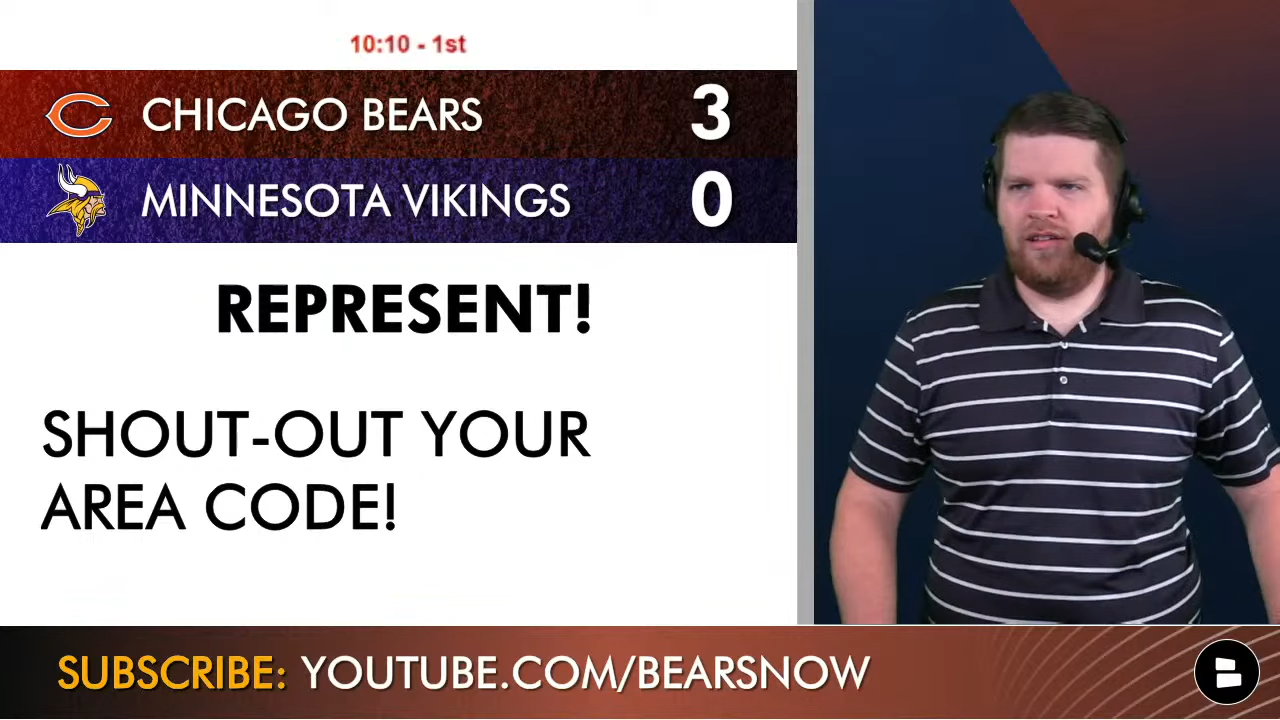 10:10 - 1st
CHICAGO BEARS 3
MINNESOTA VIKINGS 0
REPRESENT!
SHOUT-OUT YOUR
AREA CODE!
SUBSCRIBE: YOUTUBE.COM/BEARSNOW